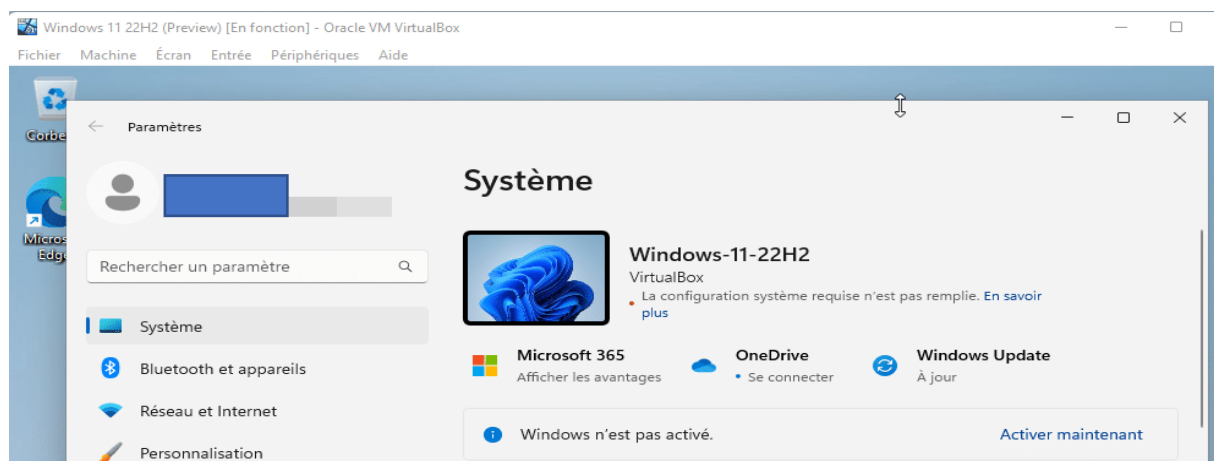 Windows 11 22H2 (Preview) [En fonction] - Oracle VM VirtualBox
Fichier Machine Écran Entrée Périphériques Aide
Paramètres
Système
Windows-11-22H2
VirtualBox
La configuration système requise n'est pas remplie. En savoir
plus
Rechercher un paramètre
Microsoft 365
Afficher les avantages
OneDrive
Se connecter
Windows Update
À jour
Windows n'est pas activé.
Activer maintenant
Système
Bluetooth et appareils
Réseau et Internet
Personnalisation